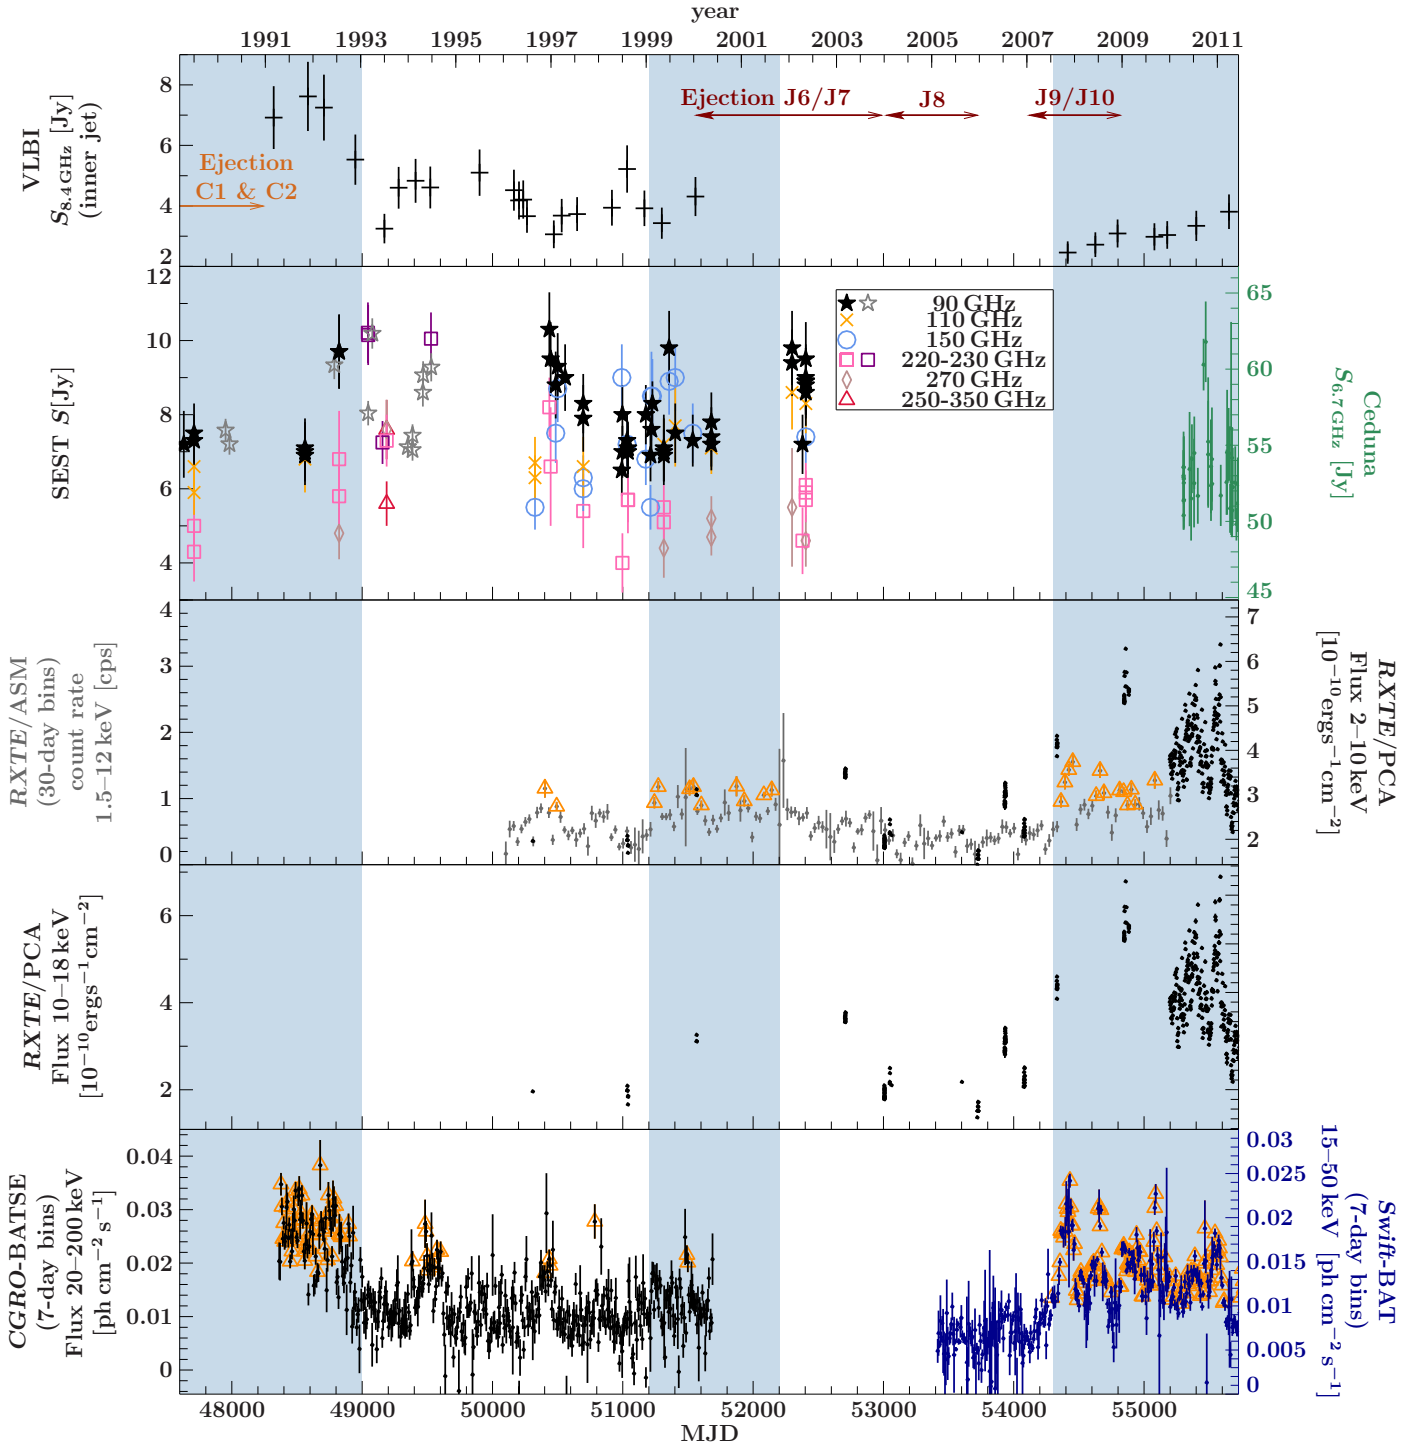 year
1991 1993 1995 1997 1999 2001 2003 2005 2007 2009 2011
VLBI
S8.4 GHz [Jy]
(inner jet)
8
6
4
2
Ejection
C1 & C2
Ejection J6/J7
J8
J9/J10
SEST S[Jy]
12
10
8
6
4
90 GHz
110 GHz
150 GHz
220-230 GHz
270 GHz
250-350 GHz
65
60
55
50
45
Ceduna
S6.7 GHz [Jy]
RXTE/ASM
(30-day bins)
count rate
1.5–12 keV [cps]
4
3
2
1
0
7
6
5
4
3
2
RXTE/PCA
Flux 2–10 keV
[10−10 ergs−1cm−2]
RXTE/PCA
Flux 10–18 keV
[10−10 ergs−1cm−2]
6
4
2
CGRO-BATSE
(7-day bins)
Flux 20–200 keV
[ph cm−2 s−1]
0.04
0.03
0.02
0.01
0
0.03
0.025
0.02
0.015
0.01
0.005
0
Swift-BAT
(7-day bins)
15–50 keV [ph cm−2 s−1]
48000 49000 50000 51000 52000 53000 54000 55000
MJD